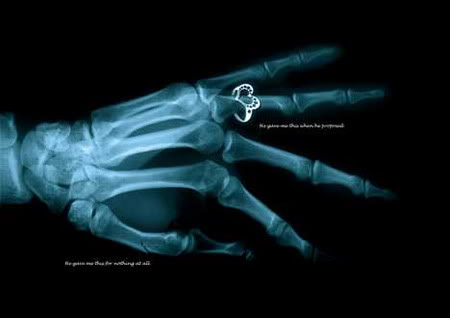 He gave me this when he proposed.
He gave me this for nothing at all.